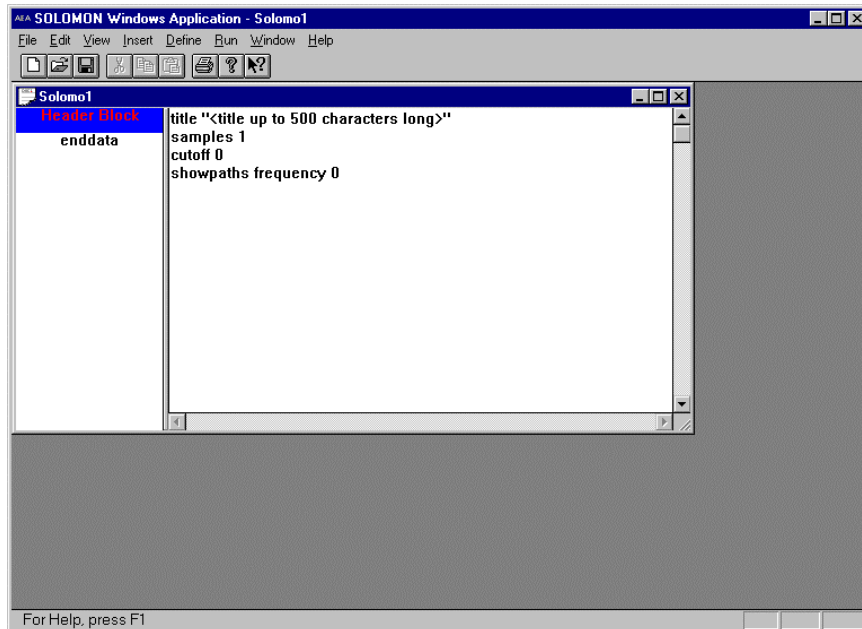 AEA SOLOMON Windows Application - Solomo1
File Edit View Insert Define Run Window Help
Solomo1
Header Block
enddata
title "<title up to 500 characters long>"
samples 1
cutoff 0
showpaths frequency 0
For Help, press F1